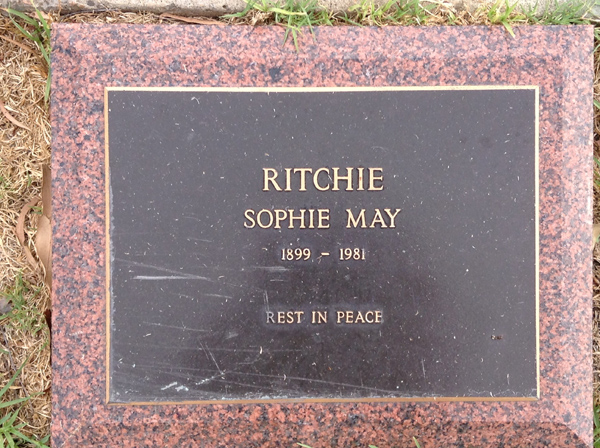 RITCHIE
SOPHIE MAY
1899 - 1981
REST IN PEACE